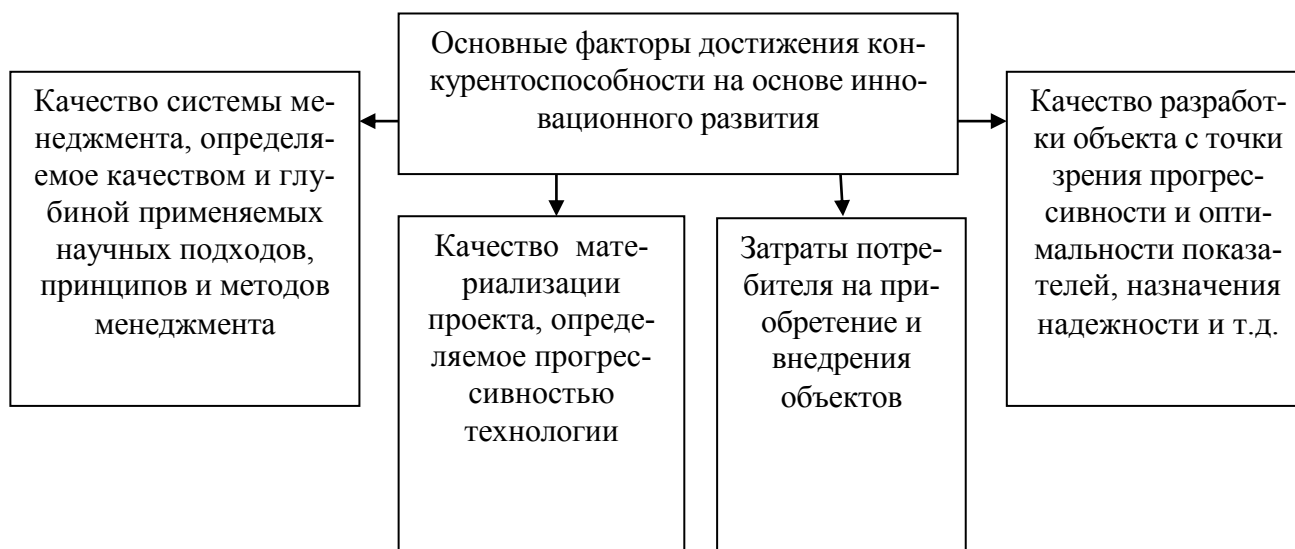 Основные факторы достижения кон-
курентоспособности на основе инно-
вационного развития
Качество системы ме-
неджмента, определя-
емое качеством и глу-
биной применяемых
научных подходов,
принципов и методов
менеджмента
Качество  мате-
риализации
проекта, опреде-
ляемое прогрес-
сивностью
технологии
Затраты потре-
бителя на при-
обретение и
внедрения
объектов
Качество разработ-
ки объекта с точки
зрения прогрес-
сивности и опти-
мальности показа-
телей, назначения
надежности и т.д.